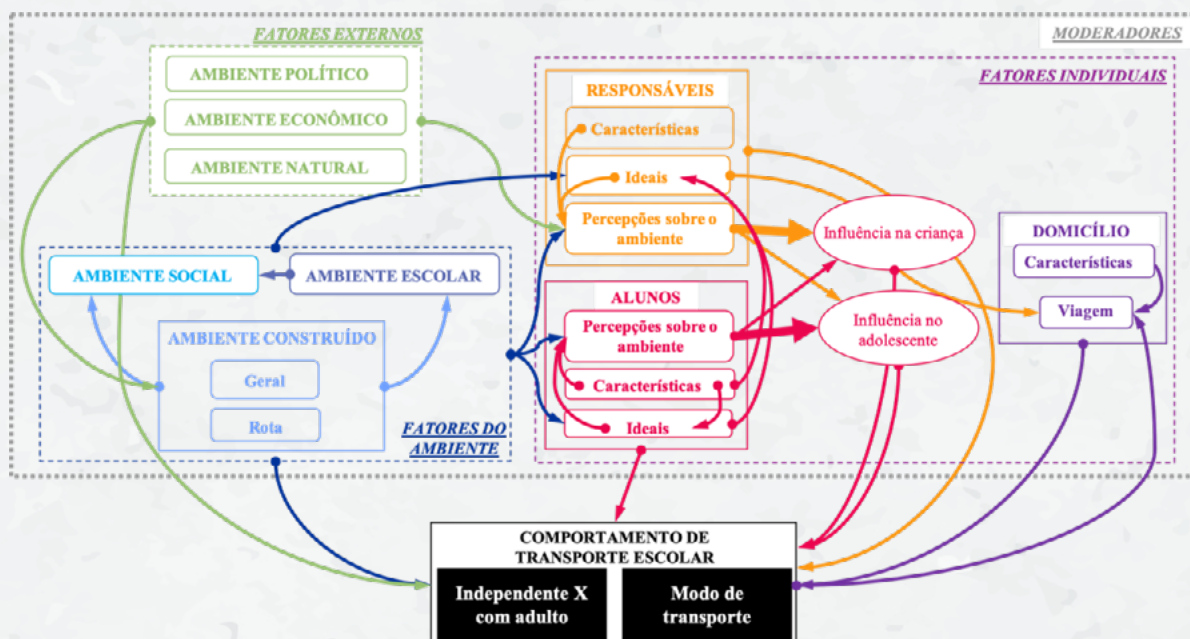 MODERADORES
FATORES EXTERNOS
AMBIENTE POLÍTICO
AMBIENTE ECONÔMICO
AMBIENTE NATURAL
FATORES INDIVIDUAIS
RESPONSÁVEIS
Características
Ideais
Percepções sobre o
ambiente
Influência na criança
DOMICÍLIO
Características
Viagem
AMBIENTE SOCIAL
AMBIENTE ESCOLAR
AMBIENTE CONSTRUÍDO
Geral
Rota
FATORES DO
AMBIENTE
ALUNOS
Percepções sobre o
ambiente
Características
Ideais
Influência no
adolescente
COMPORTAMENTO DE
TRANSPORTE ESCOLAR
Independente X
com adulto
Modo de
transporte